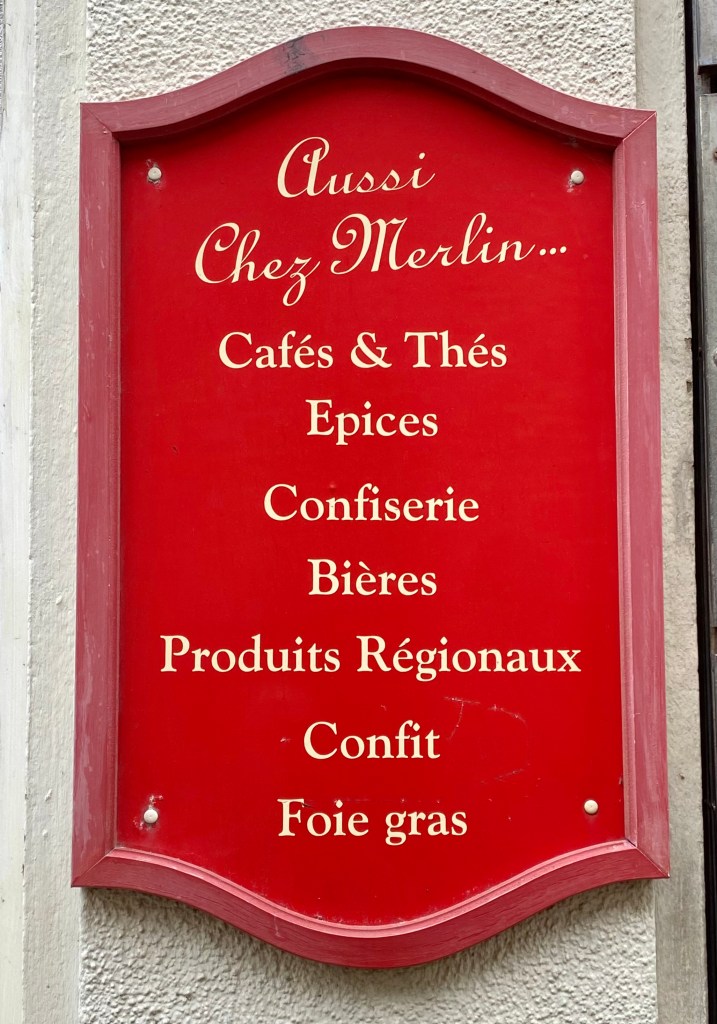 Aussi
Chez Merlin...
Cafés & Thés
Epices
Confiserie
Bières
Produits Régionaux
Confit
Foie gras